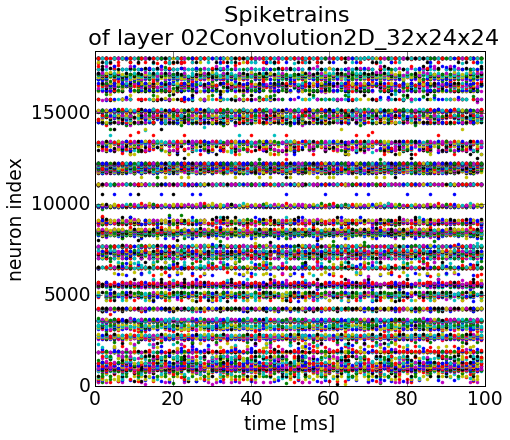 Spiketrains
of layer 02Convolution2D_32x24x24
15000
10000
5000
0
neuron index
0 20 40 60 80 100
time [ms]